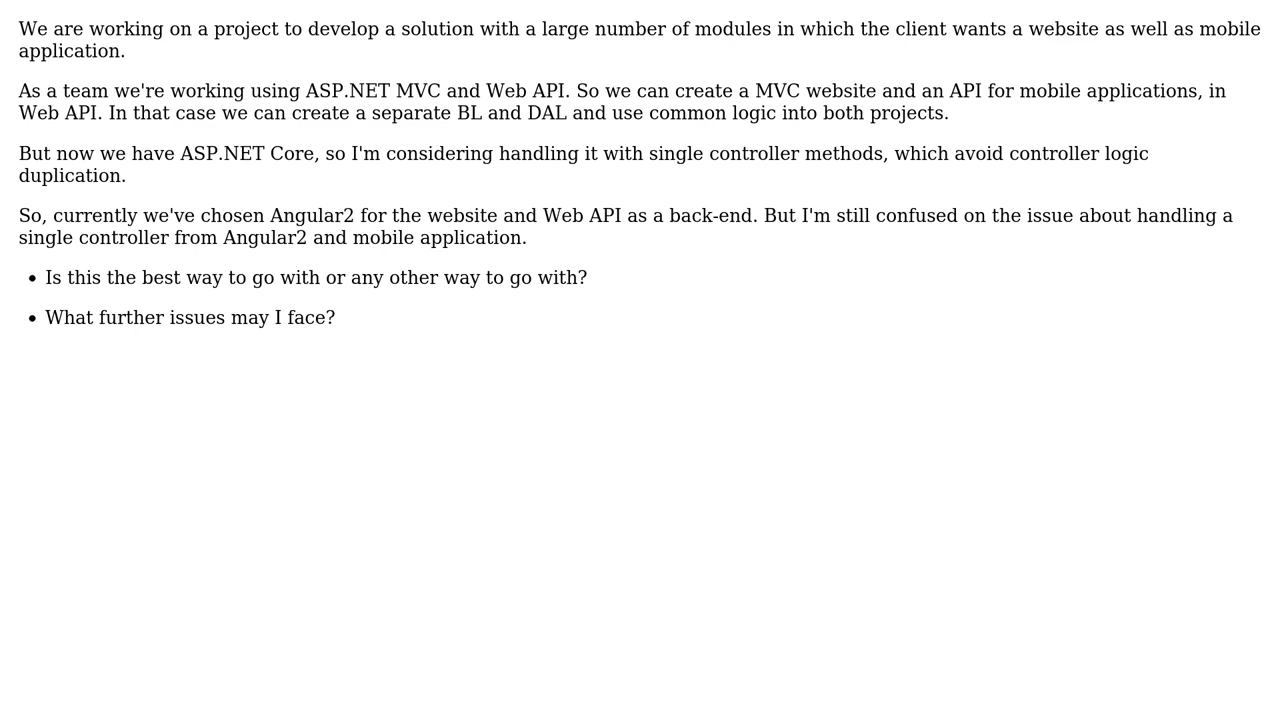 We are working on a project to develop a solution with a large number of modules in which the client wants a website as well as mobile
application.
As a team we're working using ASP.NET MVC and Web API. So we can create a MVC website and an API for mobile applications, in
Web API. In that case we can create a separate BL and DAL and use common logic into both projects.
But now we have ASP.NET Core, so I'm considering handling it with single controller methods, which avoid controller logic
duplication.
So, currently we've chosen Angular2 for the website and Web API as a back-end. But I'm still confused on the issue about handling a
single controller from Angular2 and mobile application.
• Is this the best way to go with or any other way to go with?
• What further issues may I face?